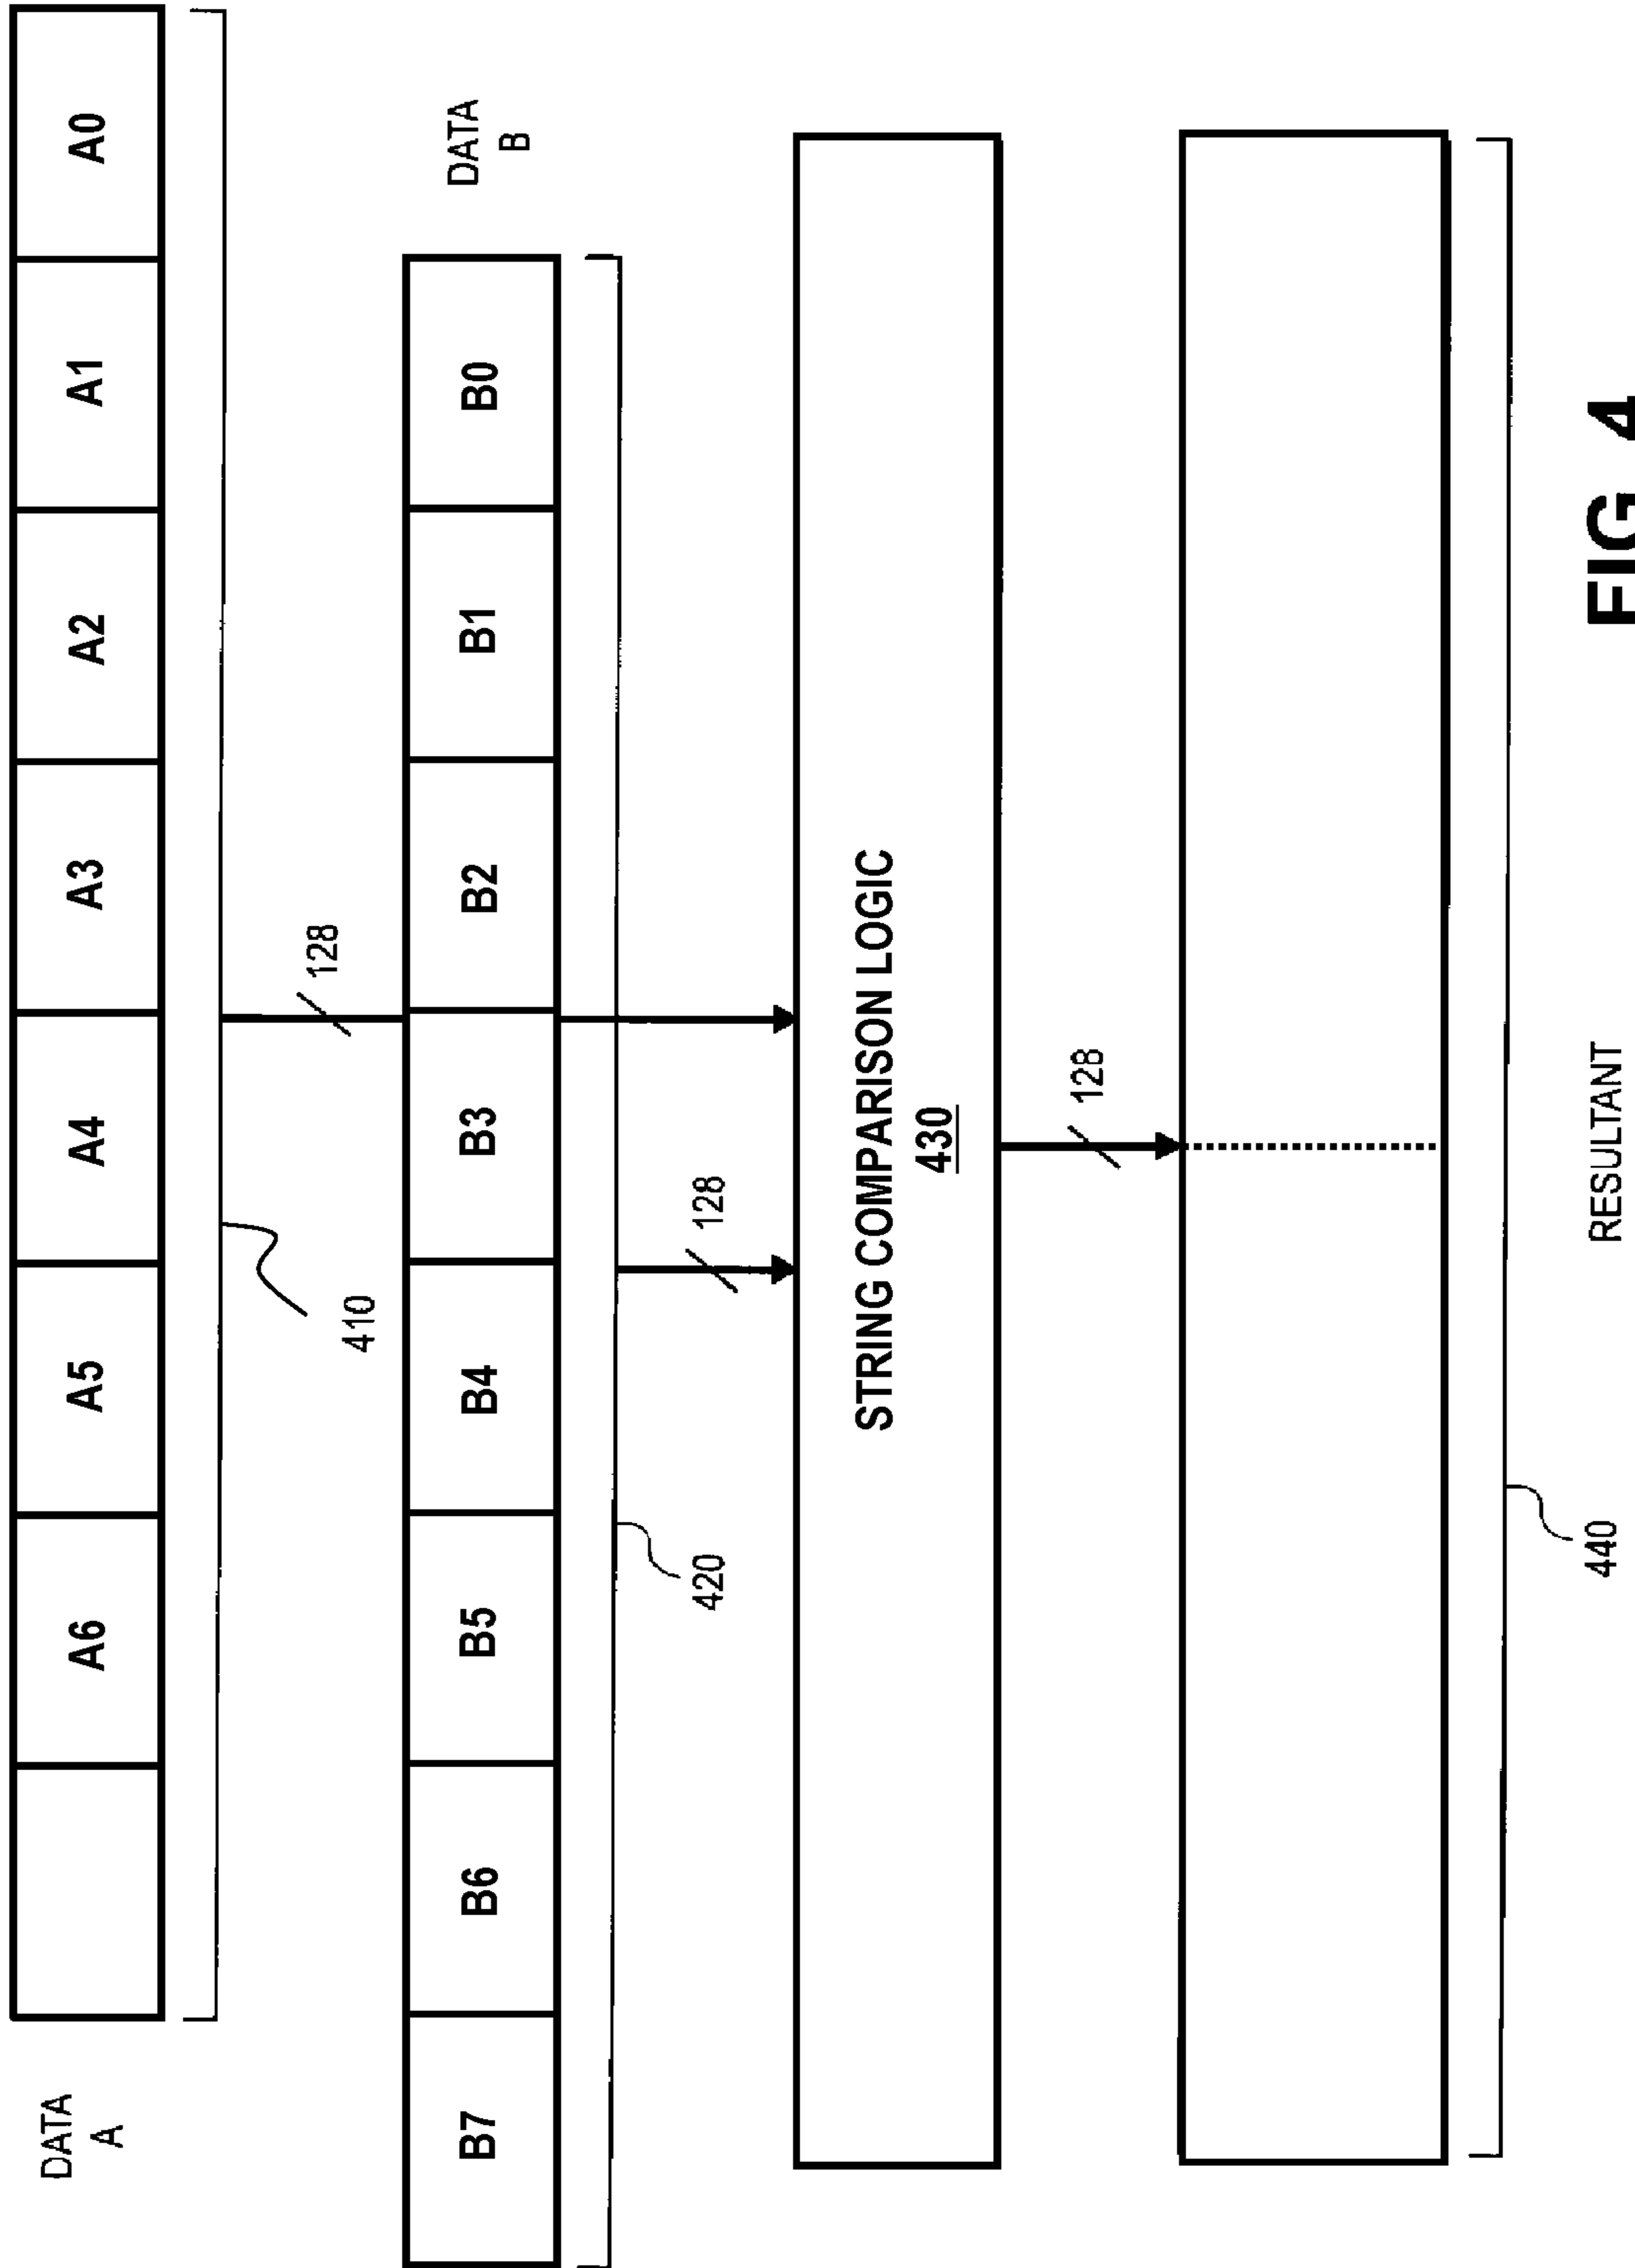 DATA
A
A6
A5
A4
A3
A2
A1
A0
410
128
B7
B6
B5
B4
B3
B2
B1
B0
DATA
B
420
128
STRING COMPARISON LOGIC
430
128
440
RESULTANT
FIG. 4